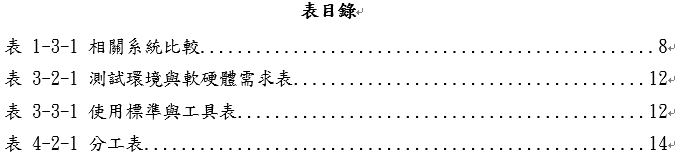 表目錄
表 1-3-1 相關系統比較..................................................8
表 3-2-1 測試環境與軟硬體需求表.......................................12
表 3-3-1 使用標準與工具表.............................................12
表 4-2-1 分工表.......................................................14